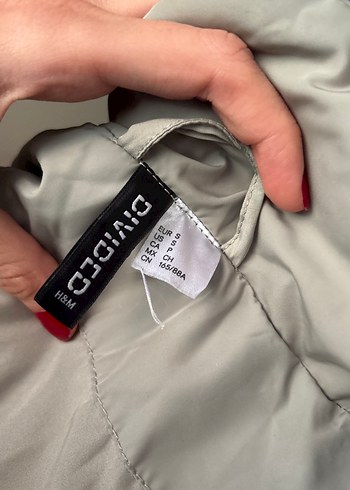 DIVIDED
H&M
EUR S
US S
CA P
MX CH
CN 165/88A